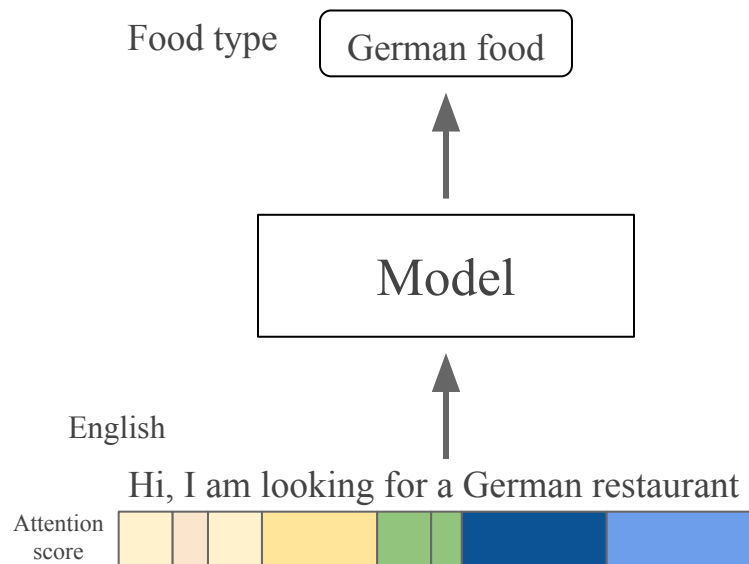 Food type
German food
Model
English
Hi, I am looking for a German restaurant
Attention
score